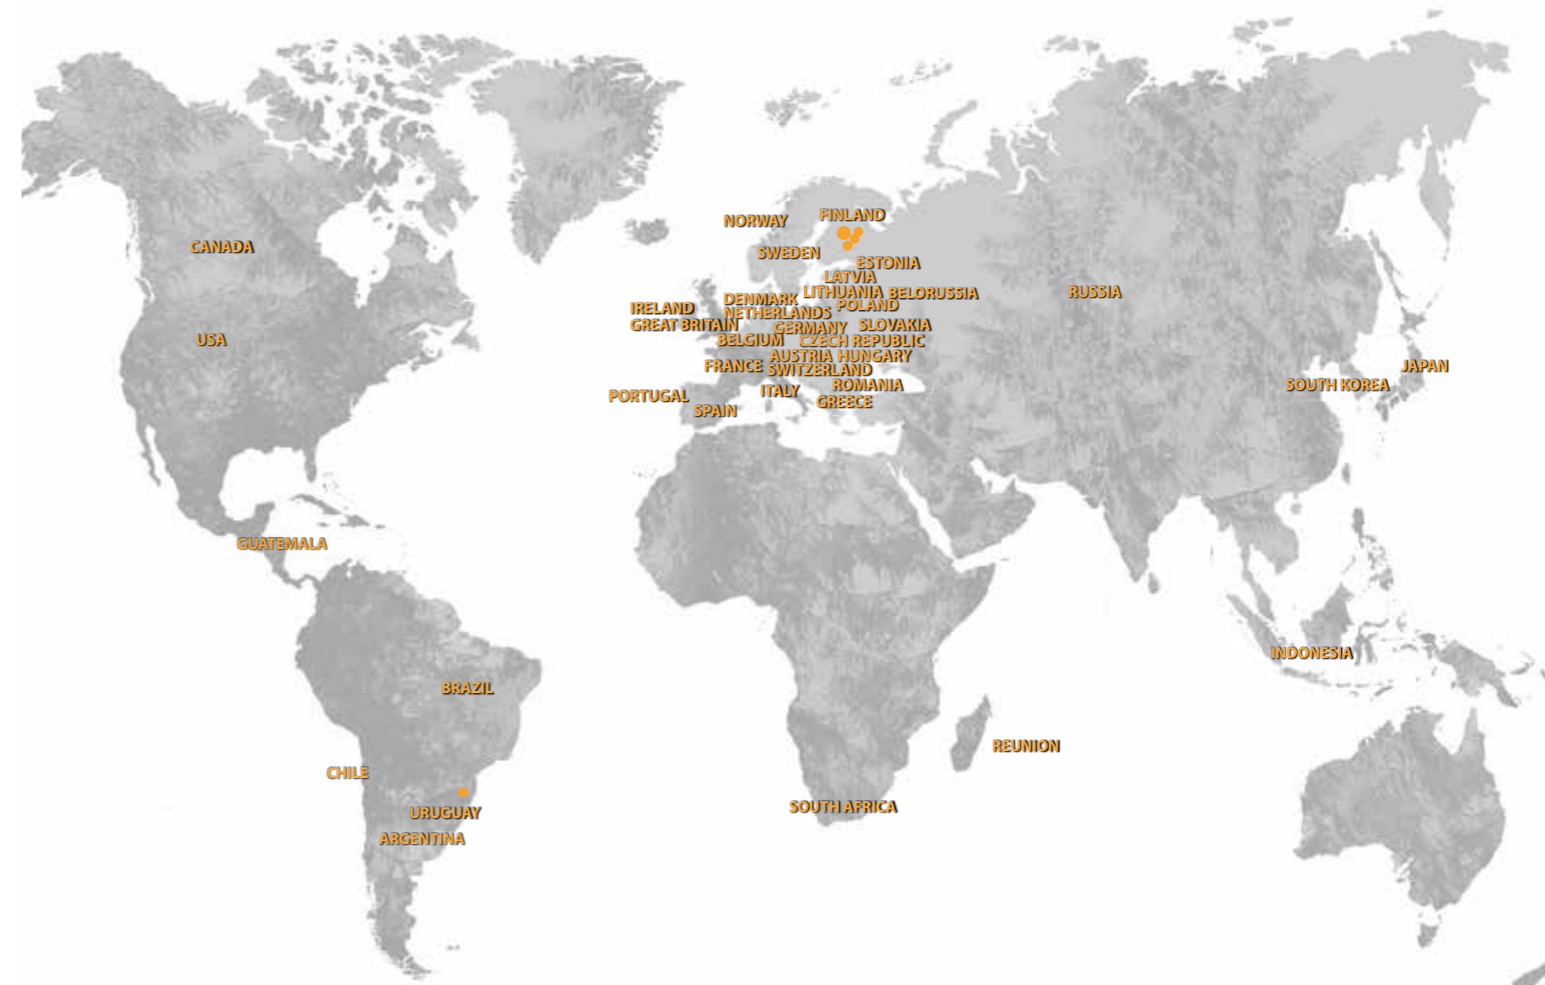 NORWAY
FINLAND
CANADA
SWEDEN
ESTONIA
LATVIA
LITHUANIA BELORUSSIA
RUSSIA
DENMARK
POLAND
IRELAND
NETHERLANDS
GREAT BRITAIN
GERMANY
SLOVAKIA
USA
BELGIUM
CZECH REPUBLIC
AUSTRIA HUNGARY
FRANCE
SWITZERLAND
JAPAN
ROMANIA
SOUTH KOREA
ITALY
PORTUGAL
GREECE
SPAIN
GUATEMALA
INDONESIA
BRAZIL
REUNION
CHILE
SOUTH AFRICA
URUGUAY
ARGENTINA